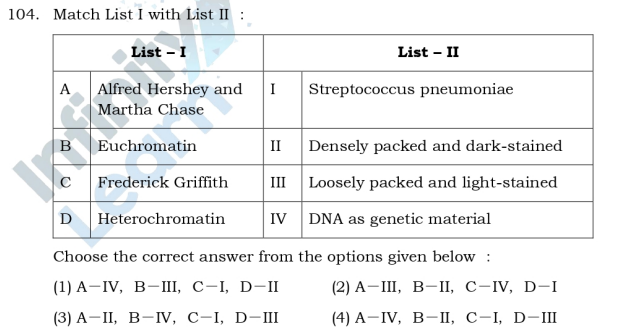 104. Match List I with List II :
List – I List – II
A Alfred Hershey and Martha Chase I Streptococcus pneumoniae
B Euchromatin II Densely packed and dark-stained
C Frederick Griffith III Loosely packed and light-stained
D Heterochromatin IV DNA as genetic material
Choose the correct answer from the options given below :
(1) A−IV, B−III, C−I, D−II (2) A−III, B−II, C−IV, D−I
(3) A−II, B−IV, C−I, D−III (4) A−IV, B−II, C−I, D−III
Infinity
Learn